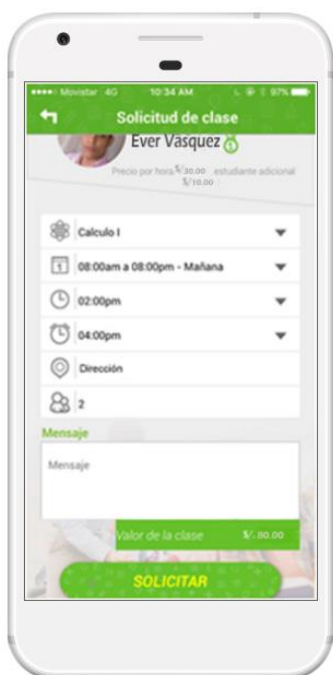 Movistar 4G 10:34 AM 97%
Solicitud de clase
Ever Vasquez
Precio por hora S/30.00 estudiante adicional
S/10.00
Calculo I
08:00am a 08:00pm - Mañana
02:00pm
04:00pm
Dirección
2
Mensaje
Mensaje
Valor de la clase S/. 80.00
SOLICITAR